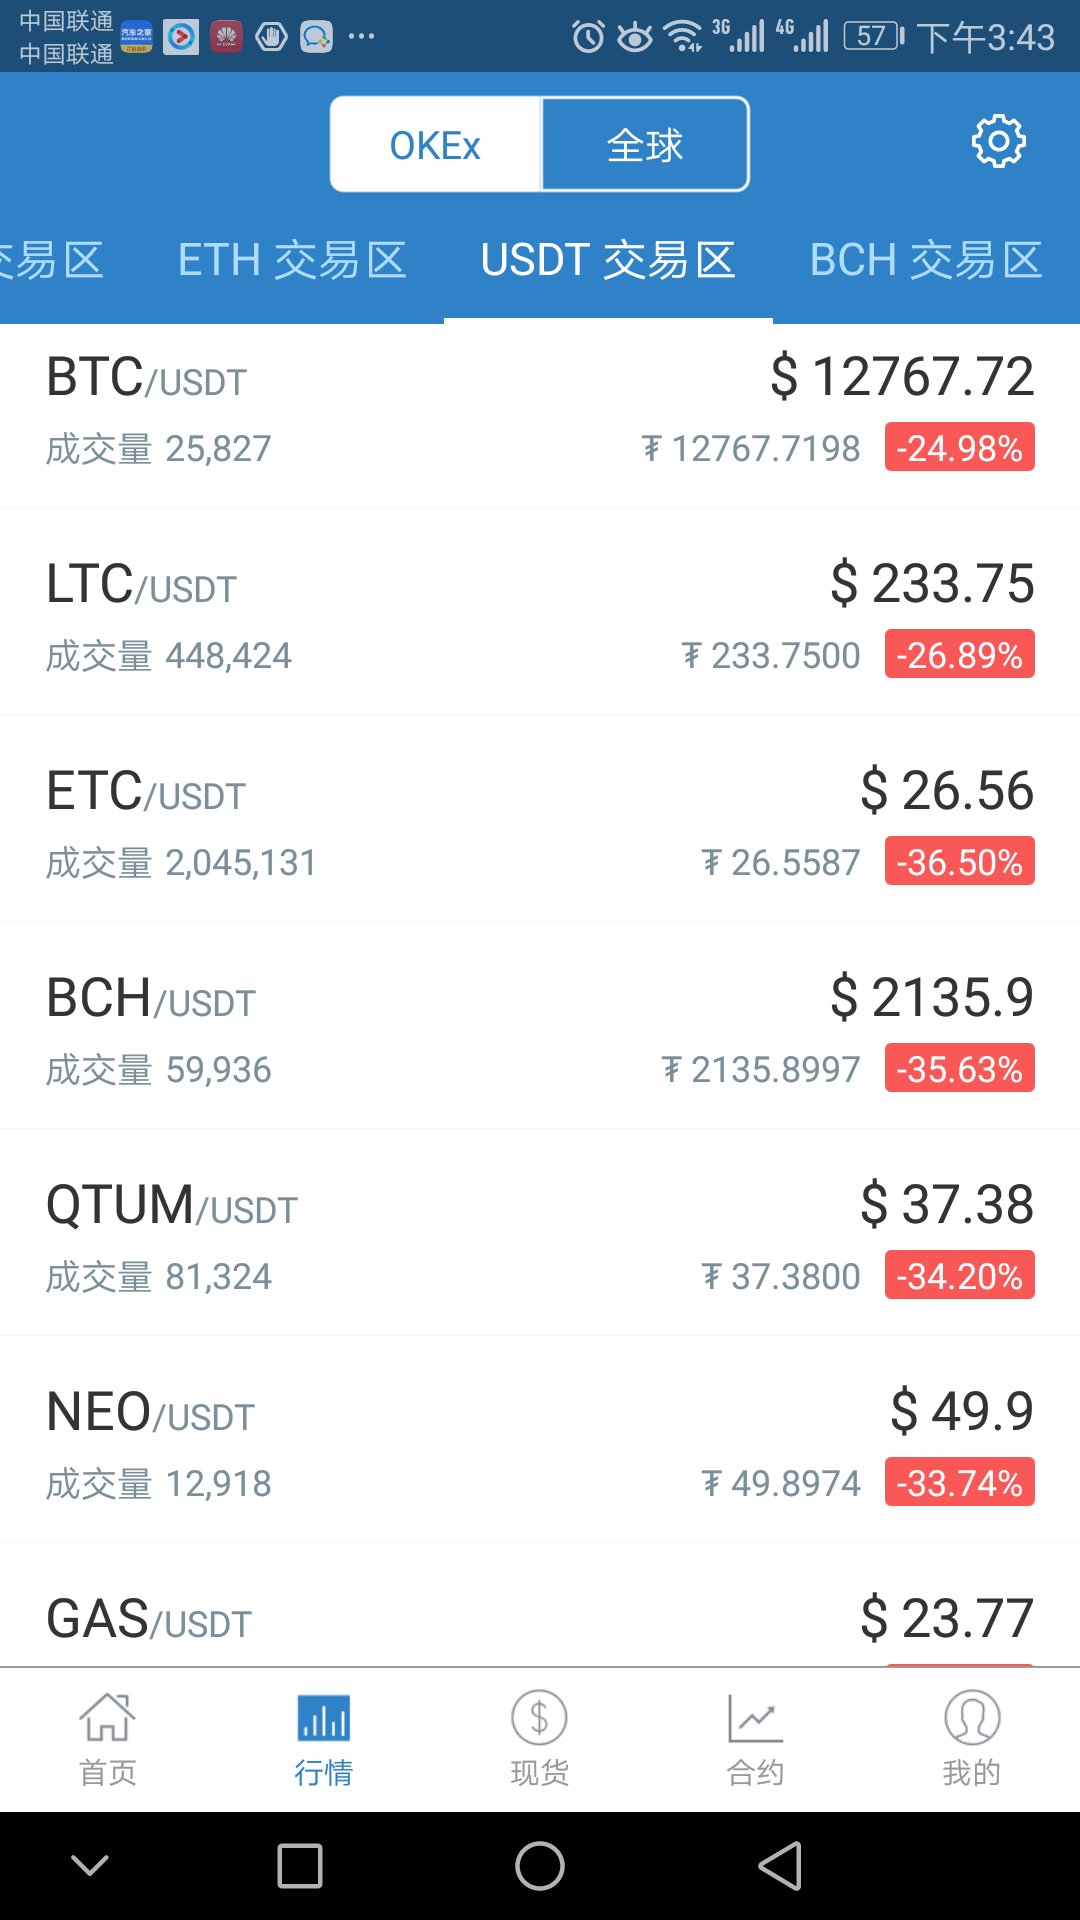 中国联通
中国联通
3G
4G
57
下午3:43
OKEx
全球
交易区
ETH 交易区
USDT 交易区
BCH 交易区
BTC/USDT
$ 12767.72
成交量 25,827
₮ 12767.7198
-24.98%
LTC/USDT
$ 233.75
成交量 448,424
₮ 233.7500
-26.89%
ETC/USDT
$ 26.56
成交量 2,045,131
₮ 26.5587
-36.50%
BCH/USDT
$ 2135.9
成交量 59,936
₮ 2135.8997
-35.63%
QTUM/USDT
$ 37.38
成交量 81,324
₮ 37.3800
-34.20%
NEO/USDT
$ 49.9
成交量 12,918
₮ 49.8974
-33.74%
GAS/USDT
$ 23.77
首页
行情
现货
合约
我的